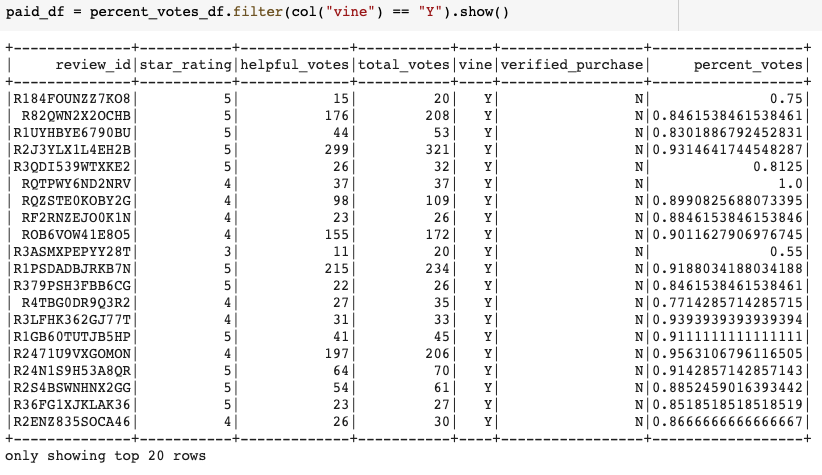 paid_df = percent_votes_df.filter(col("vine") == "Y").show()
+--------------+-----------+-------------+-----------+----+-----------------+------------------+
|     review_id|star_rating|helpful_votes|total_votes|vine|verified_purchase|     percent_votes|
+--------------+-----------+-------------+-----------+----+-----------------+------------------+
|R184FOUNZZ7KO8|          5|           15|         20|   Y|                N|              0.75|
| R82QWN2X2OCHB|          5|          176|        208|   Y|                N|0.8461538461538461|
|R1UYHBYE6790BU|          5|           44|         53|   Y|                N|0.8301886792452831|
|R2J3YLX1L4EH2B|          5|          299|        321|   Y|                N|0.9314641744548287|
|R3QDI539WTXKE2|          5|           26|         32|   Y|                N|            0.8125|
| RQTPWY6ND2NRV|          4|           37|         37|   Y|                N|               1.0|
| RQZSTE0KOBY2G|          4|           98|        109|   Y|                N|0.8990825688073395|
| RF2RNZEJO0K1N|          4|           23|         26|   Y|                N|0.8846153846153846|
| ROB6VOW41E8O5|          4|          155|        172|   Y|                N|0.9011627906976745|
|R3ASMXPEPYY28T|          3|           11|         20|   Y|                N|              0.55|
|R1PSDADBJRKB7N|          5|          215|        234|   Y|                N|0.9188034188034188|
|R379PSH3FBB6CG|          5|           22|         26|   Y|                N|0.8461538461538461|
| R4TBG0DR9Q3R2|          4|           27|         35|   Y|                N|0.7714285714285715|
|R3LFHK362GJ77T|          4|           31|         33|   Y|                N|0.9393939393939394|
|R1GB60TUTJB5HP|          5|           41|         45|   Y|                N|0.9111111111111111|
|R2471U9VXGOMON|          4|          197|        206|   Y|                N|0.9563106796116505|
|R24N1S9H53A8QR|          5|           64|         70|   Y|                N|0.9142857142857143|
|R2S4BSWNHNX2GG|          5|           54|         61|   Y|                N|0.8852459016393442|
|R36FG1XJKLAK36|          5|           23|         27|   Y|                N|0.8518518518518519|
|R2ENZ835SOCA46|          4|           26|         30|   Y|                N|0.8666666666666667|
+--------------+-----------+-------------+-----------+----+-----------------+------------------+
only showing top 20 rows